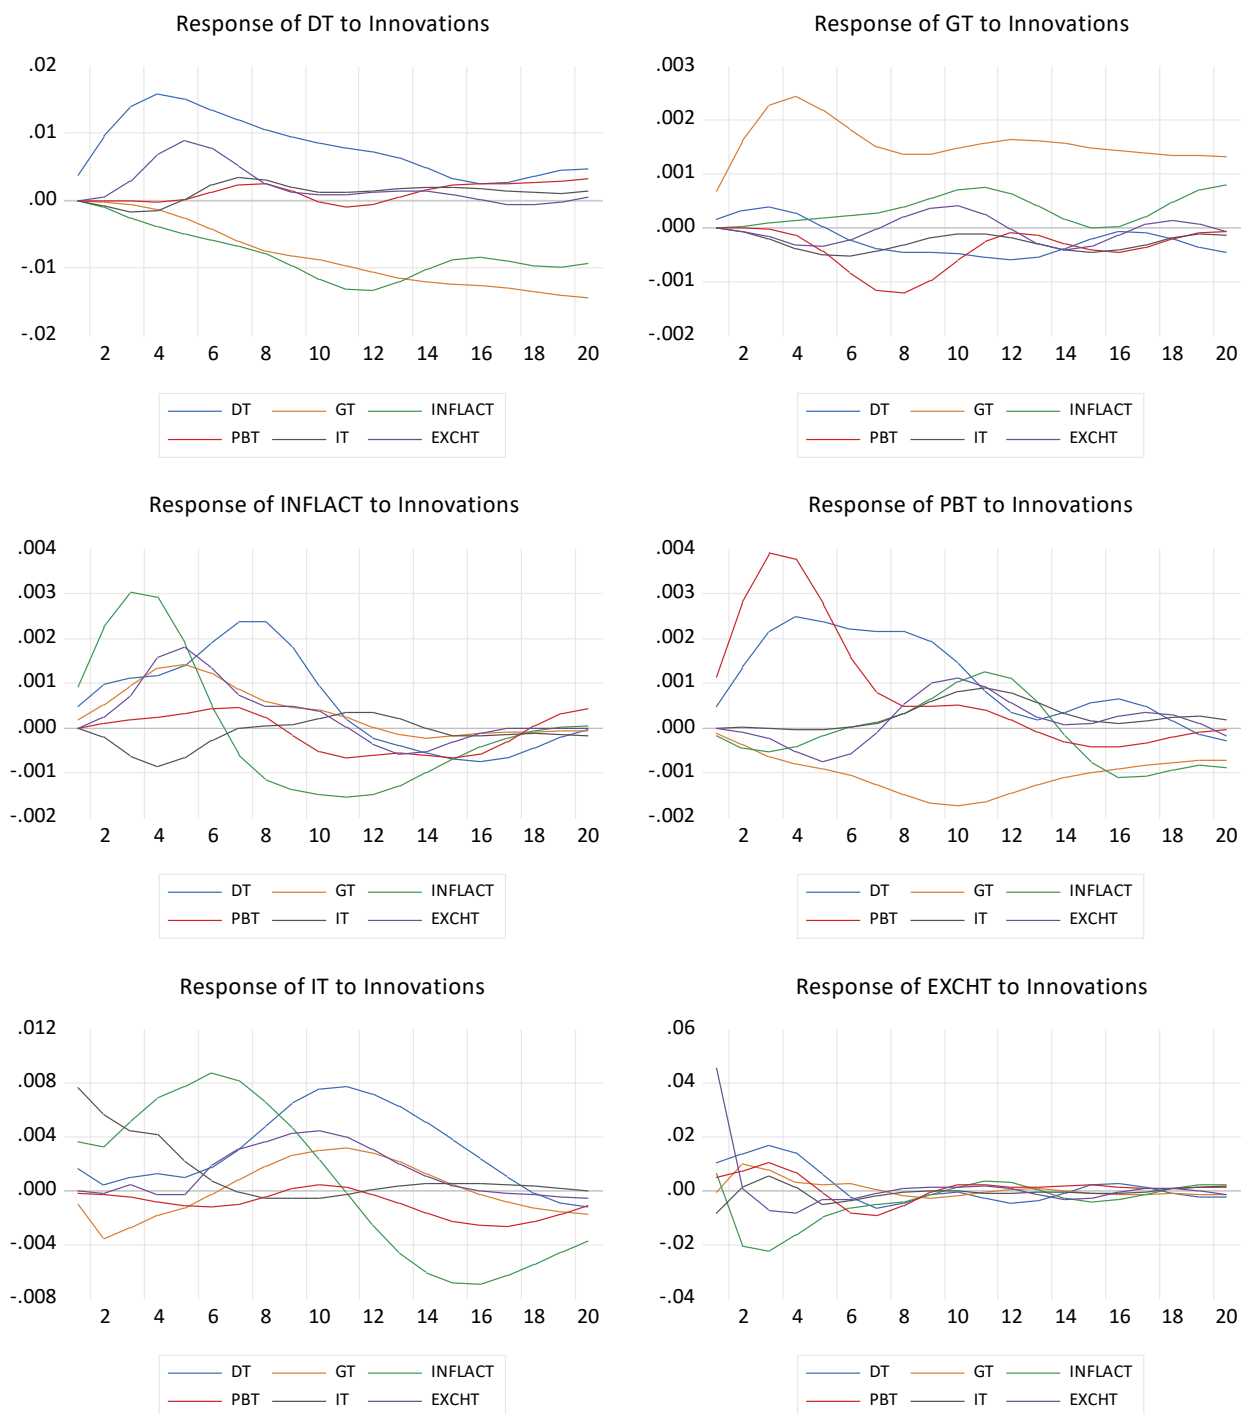 Response of DT to Innovations
.02
.01
.00
-.01
-.02
2 4 6 8 10 12 14 16 18 20
DT GT INFLACT
PBT IT EXCHT
Response of GT to Innovations
.003
.002
.001
.000
-.001
-.002
2 4 6 8 10 12 14 16 18 20
DT GT INFLACT
PBT IT EXCHT
Response of INFLACT to Innovations
.004
.003
.002
.001
.000
-.001
-.002
2 4 6 8 10 12 14 16 18 20
DT GT INFLACT
PBT IT EXCHT
Response of PBT to Innovations
.004
.003
.002
.001
.000
-.001
-.002
2 4 6 8 10 12 14 16 18 20
DT GT INFLACT
PBT IT EXCHT
Response of IT to Innovations
.012
.008
.004
.000
-.004
-.008
2 4 6 8 10 12 14 16 18 20
DT GT INFLACT
PBT IT EXCHT
Response of EXCHT to Innovations
.06
.04
.02
.00
-.02
-.04
2 4 6 8 10 12 14 16 18 20
DT GT INFLACT
PBT IT EXCHT